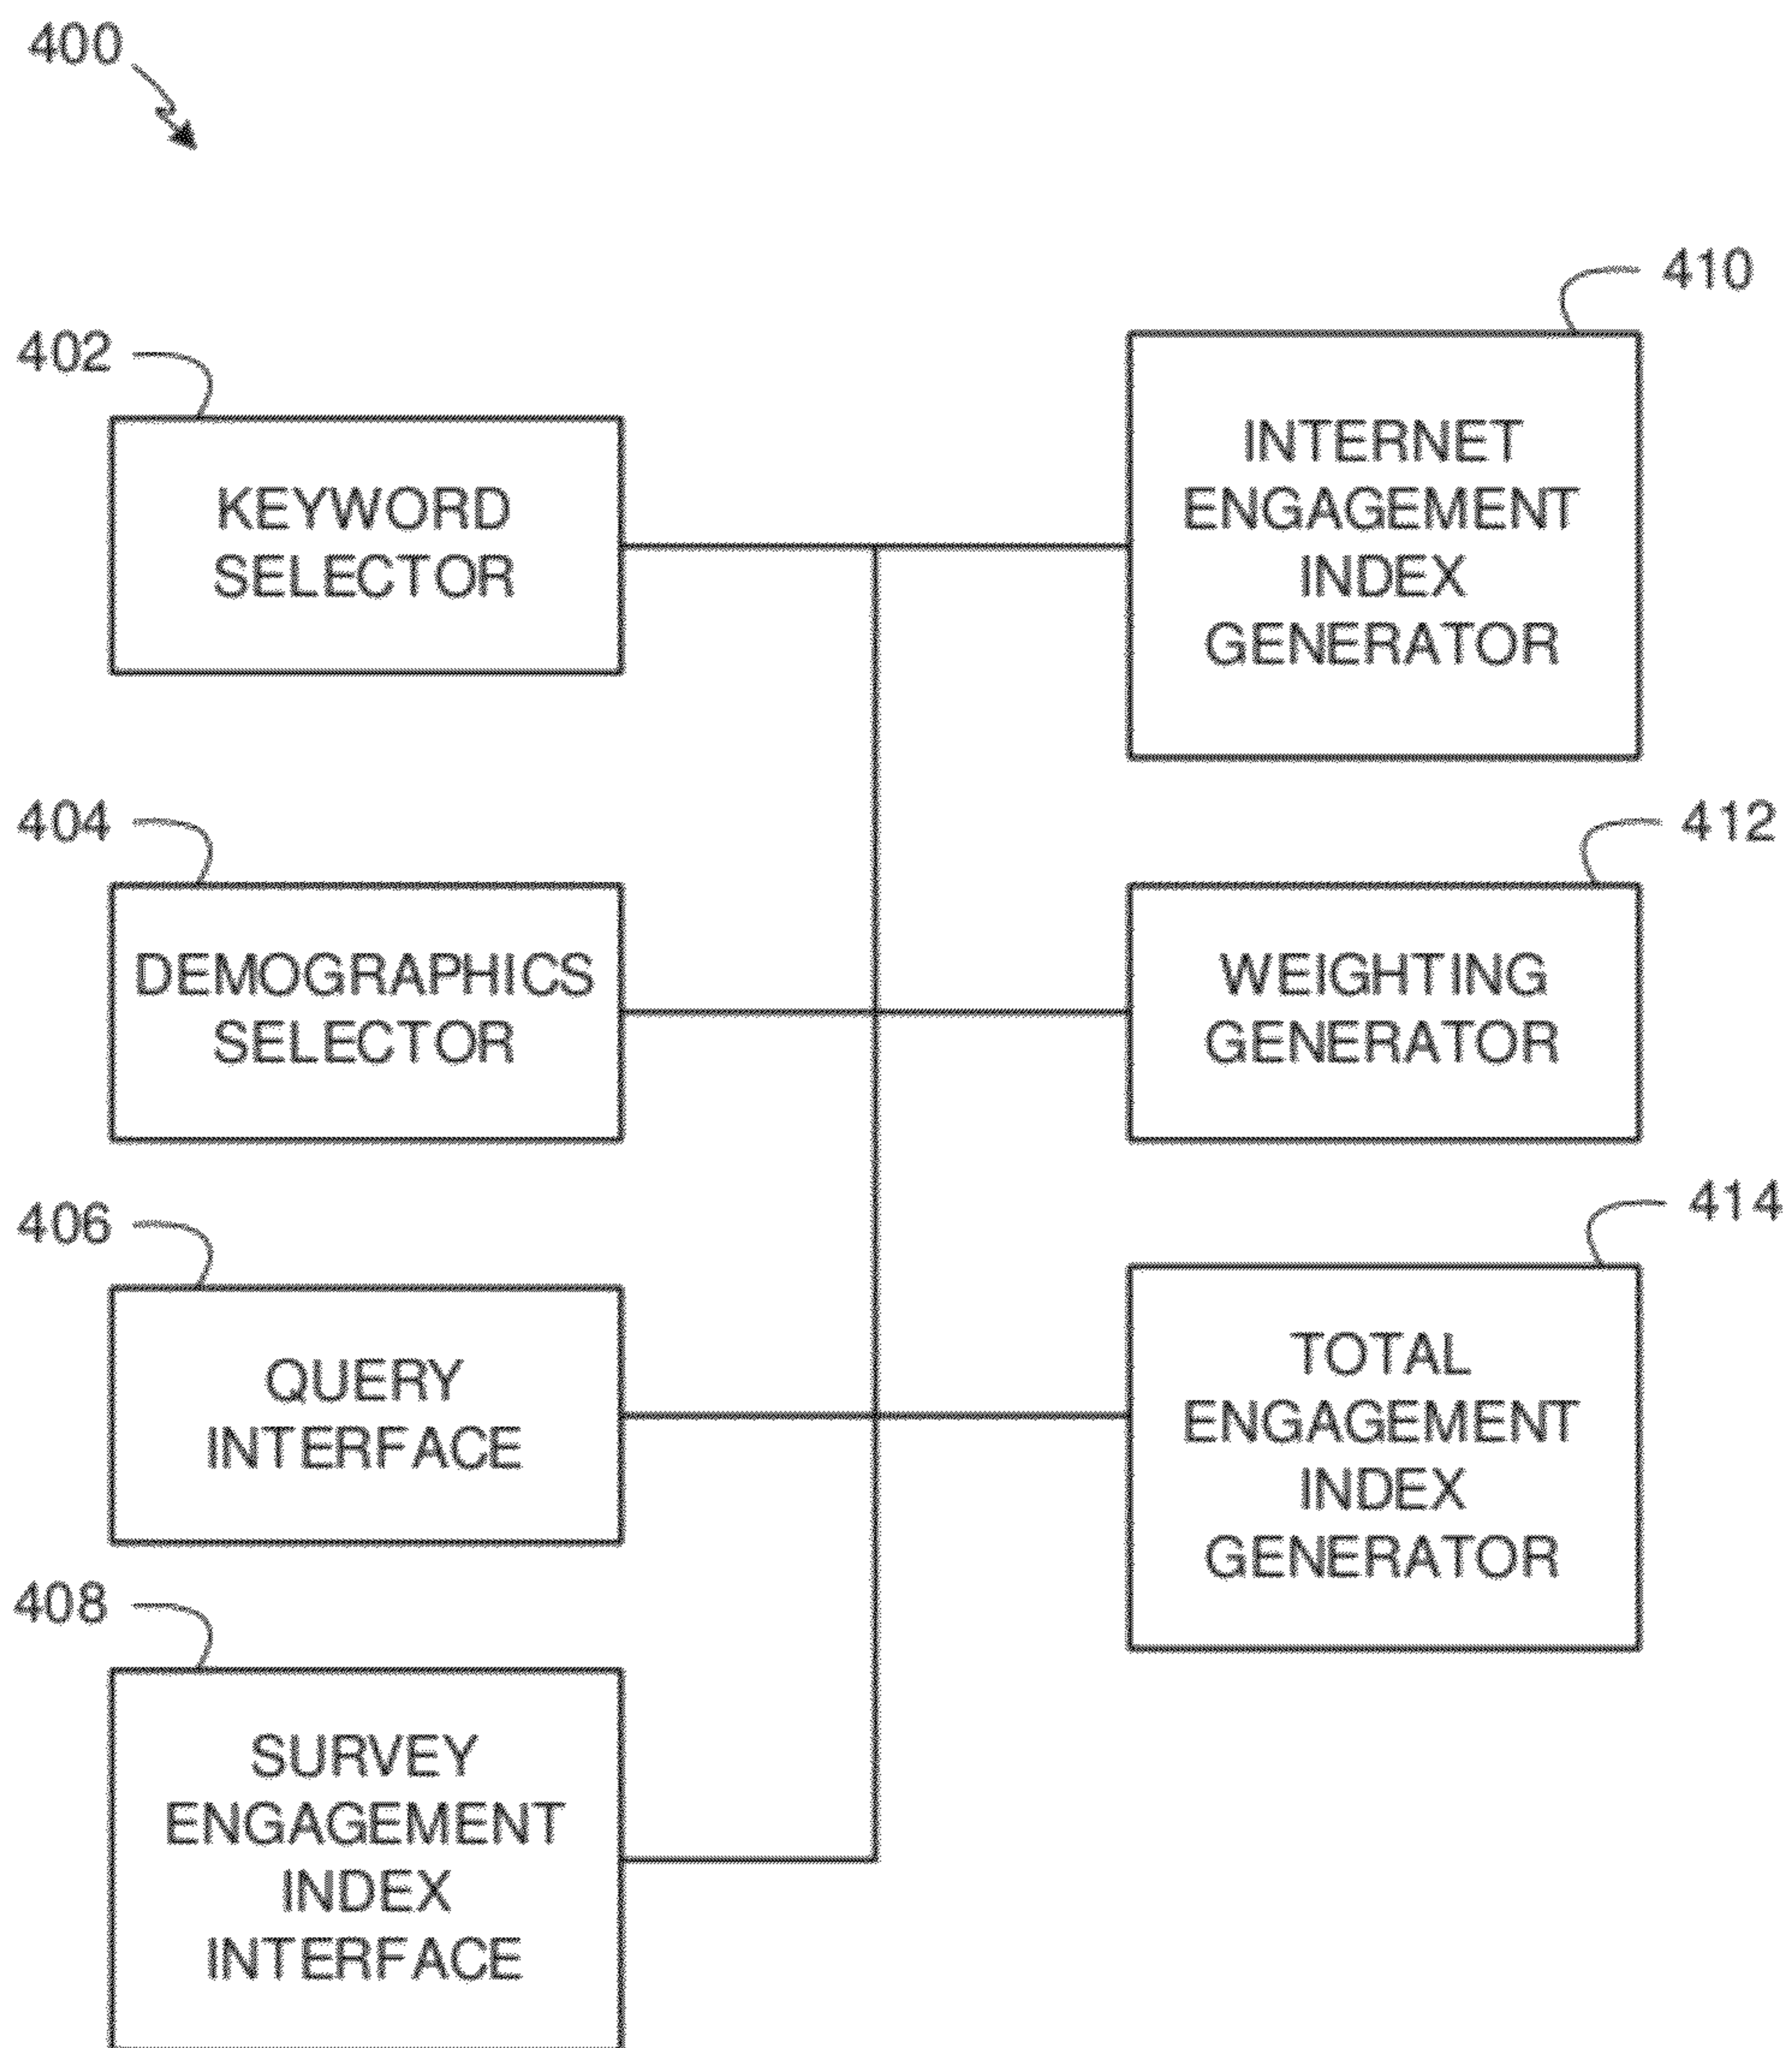 400
402
KEYWORD
SELECTOR
404
DEMOGRAPHICS
SELECTOR
406
QUERY
INTERFACE
408
SURVEY
ENGAGEMENT
INDEX
INTERFACE
410
INTERNET
ENGAGEMENT
INDEX
GENERATOR
412
WEIGHTING
GENERATOR
414
TOTAL
ENGAGEMENT
INDEX
GENERATOR